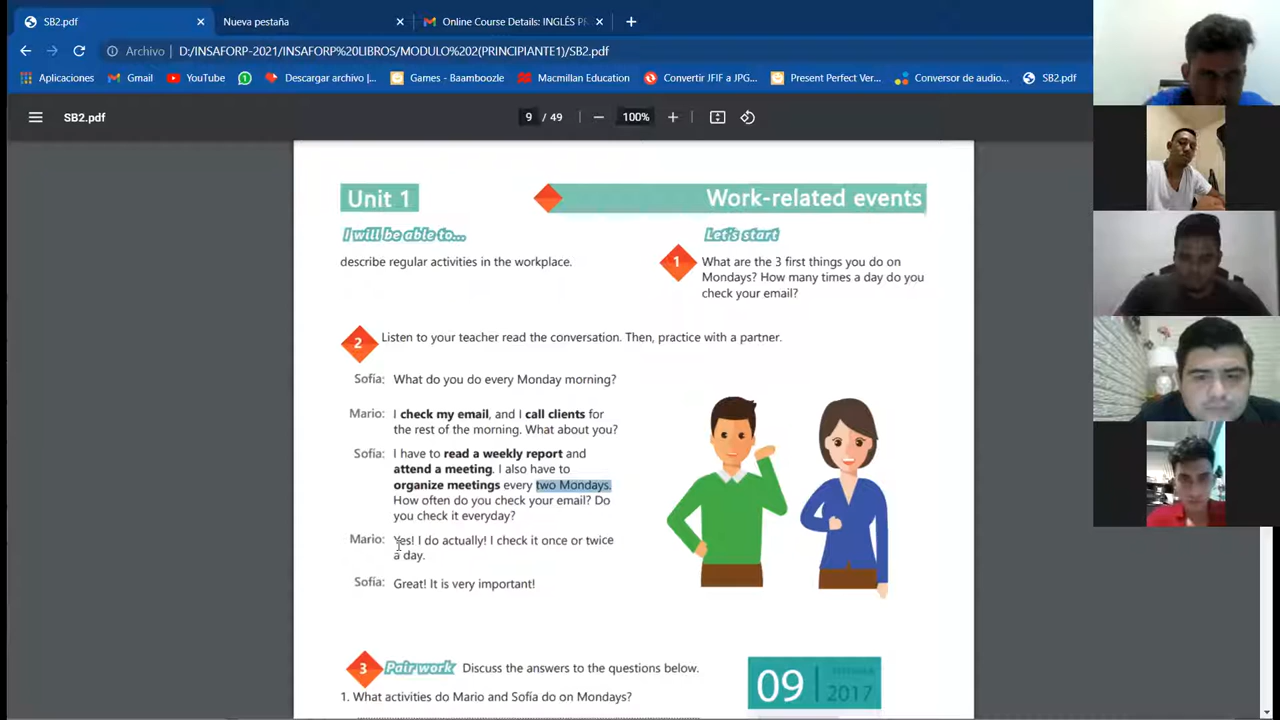 SB2.pdf
Nueva pestaña
Online Course Details: INGLÉS PR
Archivo
D:/INSAFORP-2021/INSAFORP%20LIBROS/MODULO%202(PRINCIPIANTE1)/SB2.pdf
Aplicaciones
Gmail
YouTube
Descargar archivo |...
Games - Baamboozle
Macmillan Education
Convertir JFIF a JPG...
Present Perfect Ver...
Conversor de audio...
SB2.pdf
SB2.pdf
9 / 49
100%
Unit 1
Work-related events
I will be able to...
describe regular activities in the workplace.
Let's start
1
What are the 3 first things you do on
Mondays? How many times a day do you
check your email?
2
Listen to your teacher read the conversation. Then, practice with a partner.
Sofía: What do you do every Monday morning?
Mario: I check my email, and I call clients for
the rest of the morning. What about you?
Sofía: I have to read a weekly report and
attend a meeting. I also have to
organize meetings every two Mondays.
How often do you check your email? Do
you check it everyday?
Mario: Yes! I do actually! I check it once or twice
a day.
Sofía: Great! It is very important!
3
Pair work Discuss the answers to the questions below.
1. What activities do Mario and Sofía do on Mondays?
09
2017